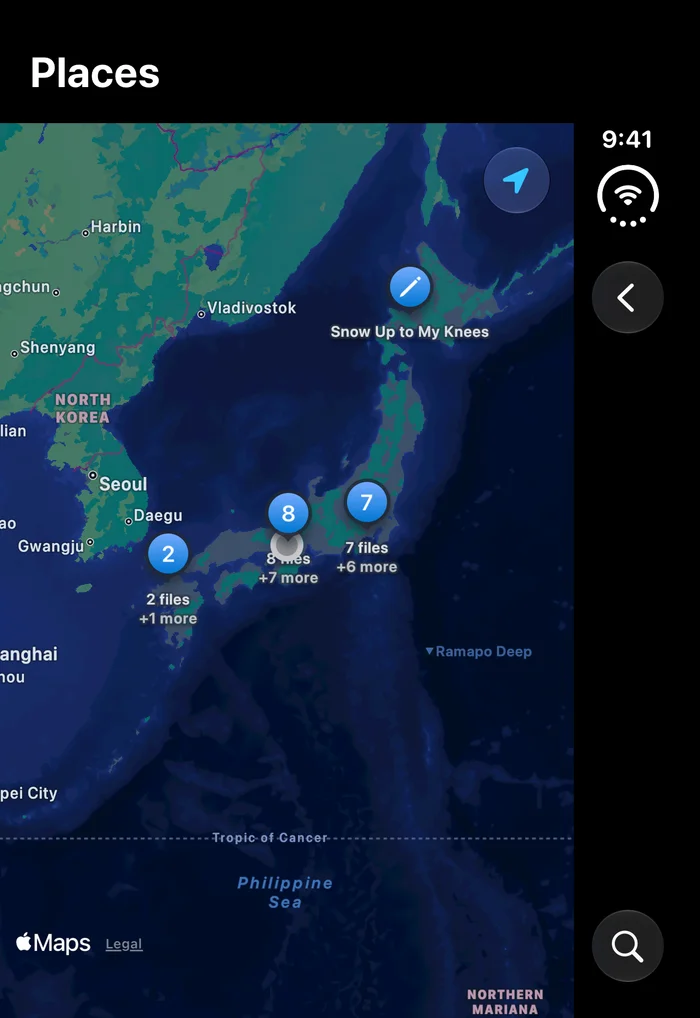 Places
9:41
Harbin
gchun
Vladivostok
Shenyang
Snow Up to My Knees
NORTH
KOREA
lian
Seoul
Daegu
8
7
ao
Gwangju
2
7 files
+6 more
8 files
+7 more
2 files
+1 more
anghai
hou
Ramapo Deep
pei City
Tropic of Cancer
Philippine
Sea
Maps
Legal
NORTHERN
MARIANA